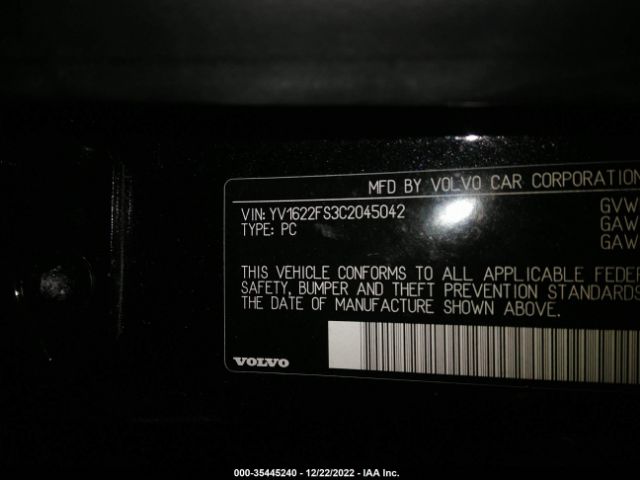 MFD BY VOLVO CAR CORPORATION
VIN: YV1622FS3C2045042
TYPE: PC
GVW
GAW
GAW
THIS VEHICLE CONFORMS TO ALL APPLICABLE FEDER
SAFETY, BUMPER AND THEFT PREVENTION STANDARDS
THE DATE OF MANUFACTURE SHOWN ABOVE.
VOLVO
000-35445240 - 12/22/2022 - IAA Inc.